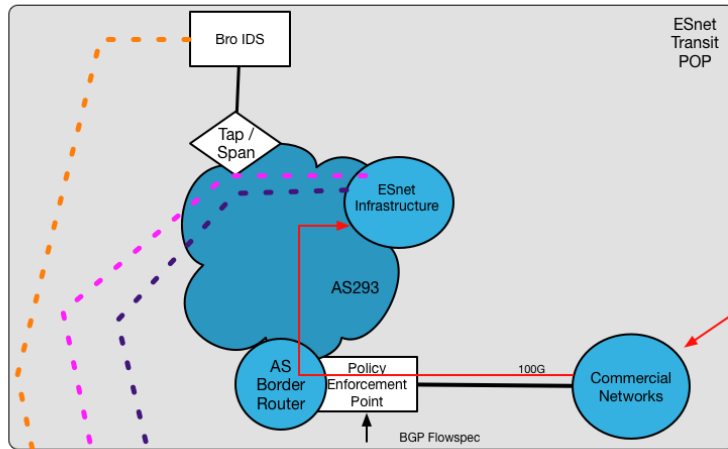 Bro IDS
ESnet
Transit
POP
Tap /
Span
ESnet
Infrastructure
AS293
AS
Border
Router
Policy
Enforcement
Point
100G
Commercial
Networks
BGP Flowspec